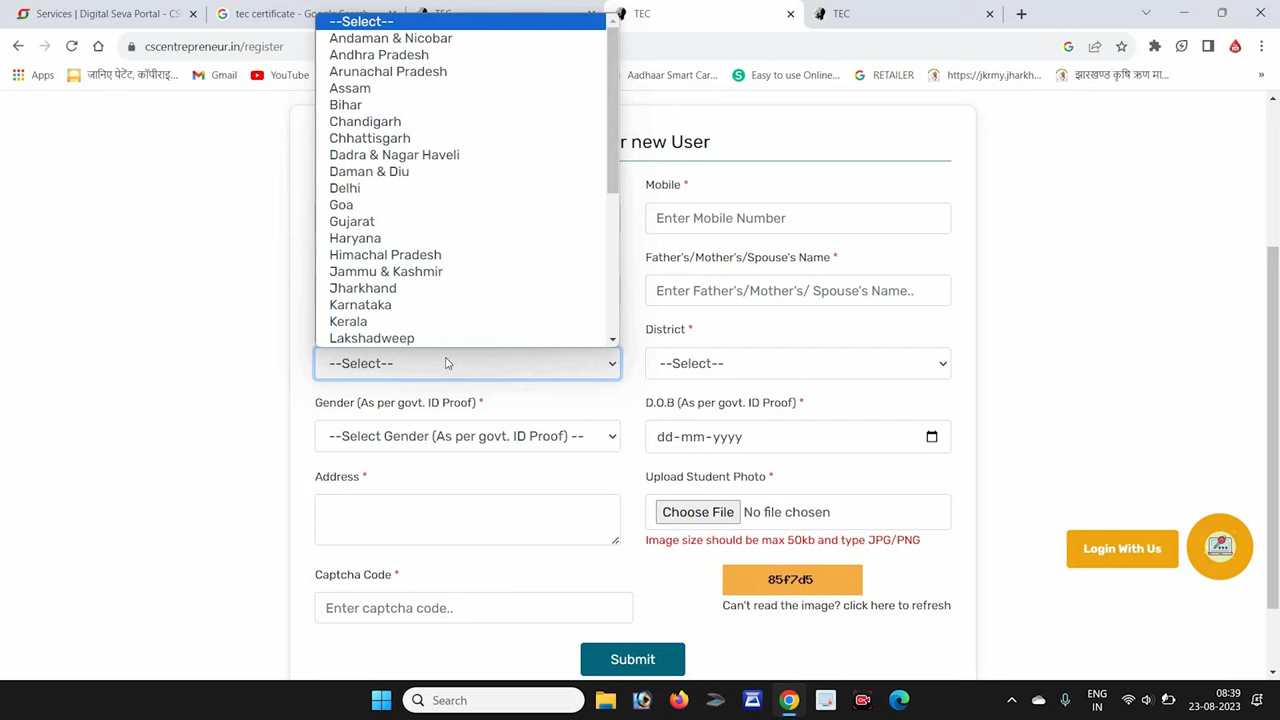 Digital Seva Portal - CS
tec certificate - Google Search
TEC
TEC
TEC
cscentrepreneur.in/register
Apps
जानिए पेटेंट, कॉपीराइ...
Gmail
YouTube
Aadhaar Smart Car...
Easy to use Online...
RETAILER
https://jkrmy.jharkh...
झारखण्ड कृषि ऋण मा...
»
--Select--
Andaman & Nicobar
Andhra Pradesh
Arunachal Pradesh
Assam
Bihar
Chandigarh
Chhattisgarh
Dadra & Nagar Haveli
Daman & Diu
Delhi
Goa
Gujarat
Haryana
Himachal Pradesh
Jammu & Kashmir
Jharkhand
Karnataka
Kerala
Lakshadweep
r new User
Mobile *
Enter Mobile Number
Father's/Mother's/Spouse's Name *
Enter Father's/Mother's/ Spouse's Name..
District *
--Select--
--Select--
Gender (As per govt. ID Proof) *
D.O.B (As per govt. ID Proof) *
--Select Gender (As per govt. ID Proof) --
dd-mm-yyyy
Address *
Upload Student Photo *
Choose File No file chosen
Image size should be max 50kb and type JPG/PNG
Login With Us
Captcha Code *
85f7d5
Enter captcha code..
Can't read the image? click here to refresh
Submit
Search
ENG
IN
08:39
23-08-2023